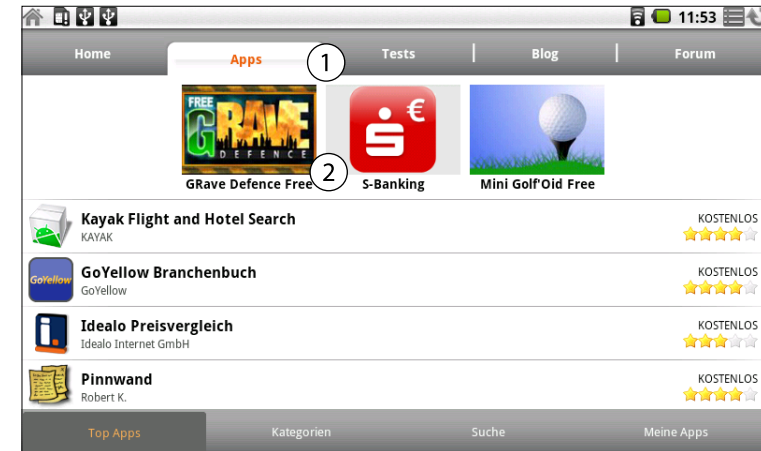 11:53
Home Apps 1 Tests Blog Forum
FREE
GRAVE
DEFENCE
€
2
GRave Defence Free S-Banking Mini Golf'Oid Free
Kayak Flight and Hotel Search KOSTENLOS
KAYAK
GoYellow
GoYellow Branchenbuch KOSTENLOS
GoYellow
i.
Idealo Preisvergleich KOSTENLOS
Idealo Internet GmbH
Pinnwand KOSTENLOS
Robert K.
Top Apps Kategorien Suche Meine Apps